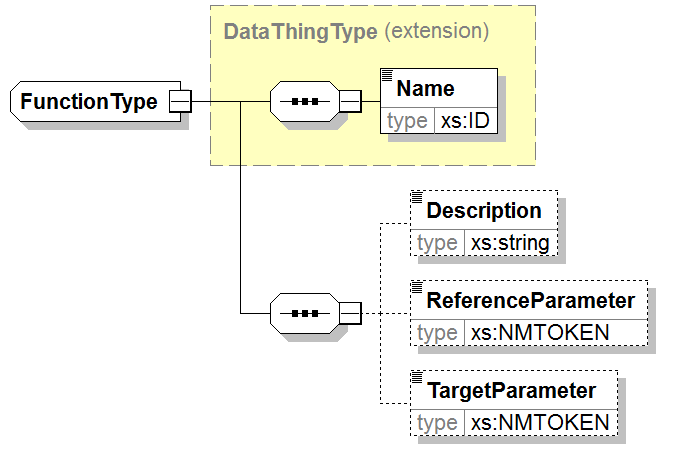 DataThingType (extension)
FunctionType
Name
type xs:ID
Description
type xs:string
ReferenceParameter
type xs:NMTOKEN
TargetParameter
type xs:NMTOKEN